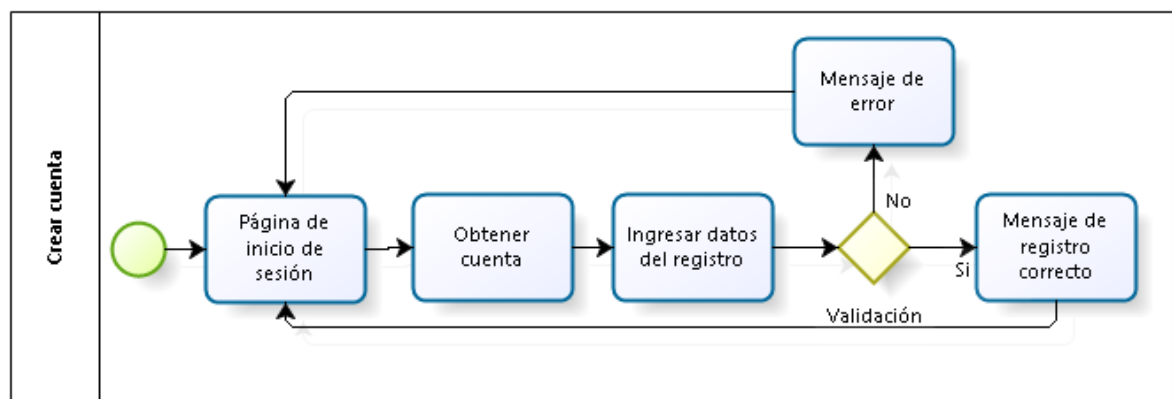 Crear cuenta
Mensaje de
error
Página de
inicio de
sesión
Obtener
cuenta
Ingresar datos
del registro
No
Si
Mensaje de
registro
correcto
Validación